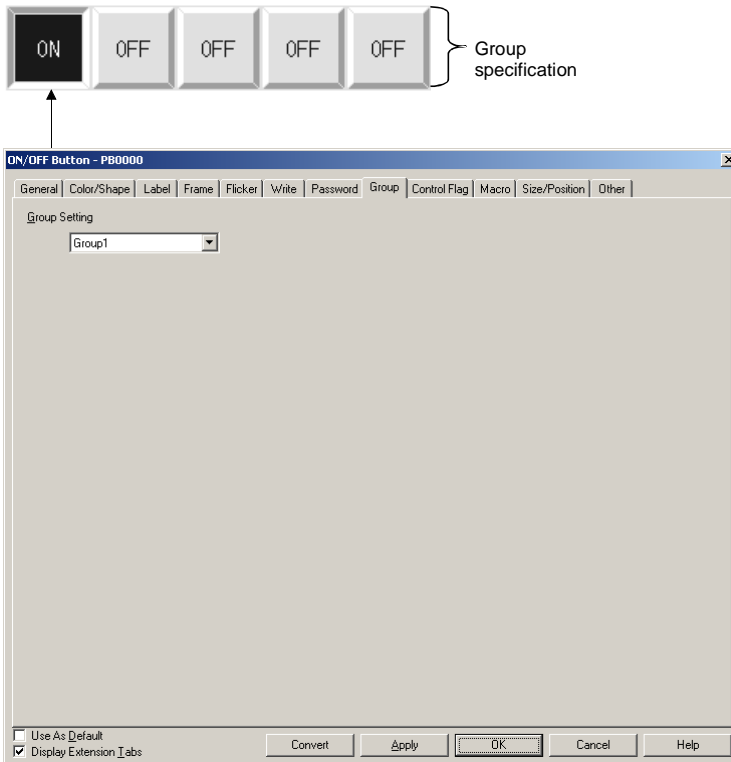 ON OFF OFF OFF OFF
Group
specification
ON/OFF Button - PB0000
General Color/Shape Label Frame Flicker Write Password Group Control Flag Macro Size/Position Other
Group Setting
Group1
Use As Default
Display Extension Tabs
Convert Apply OK Cancel Help